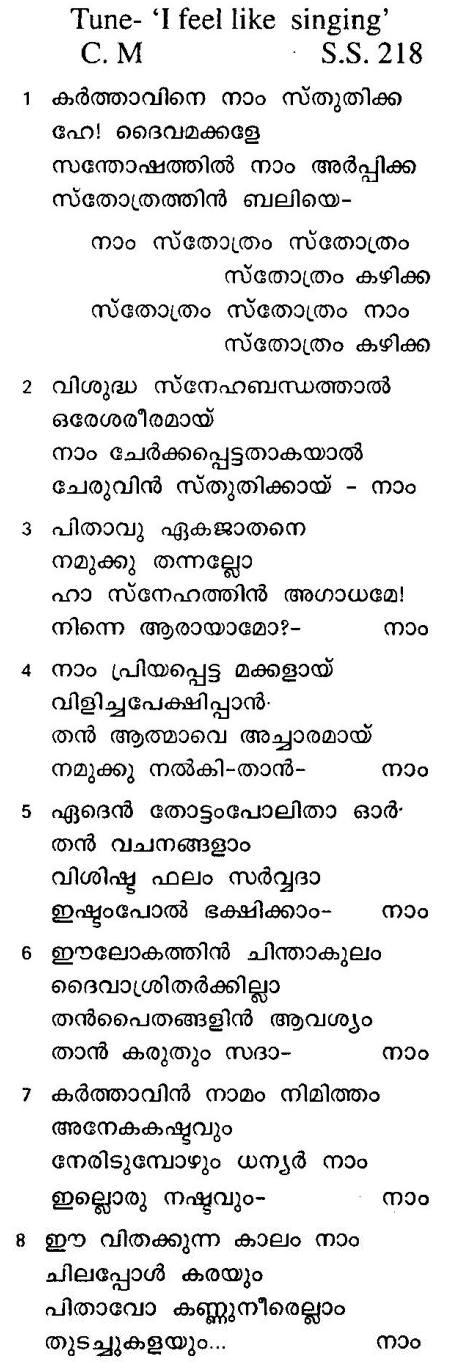 Tune- ‘I feel like singing’
C. M S.S. 218
1 കർത്താവിനെ നാം സ്തുതിക്ക
ഹേ! ദൈവമക്കളേ
സന്തോഷത്തിൽ നാം അർപ്പിക്ക
സ്തോത്രത്തിൻ ബലിയെ-
നാം സ്തോത്രം സ്തോത്രം
സ്തോത്രം കഴിക്ക
സ്തോത്രം സ്തോത്രം നാം
സ്തോത്രം കഴിക്ക
2 വിശുദ്ധ സ്നേഹബന്ധത്താൽ
ഒരേശരീരമായ്
നാം ചേർക്കപ്പെട്ടതാകയാൽ
ചേരുവിൻ സ്തുതിക്കായ് - നാം
3 പിതാവു ഏകജാതനെ
നമുക്കു തന്നല്ലോ
ഹാ സ്നേഹത്തിൻ അഗാധമേ!
നിന്നെ ആരായാമോ?- നാം
4 നാം പ്രിയപ്പെട്ട മക്കളായ്
വിളിച്ചപേക്ഷിപ്പാൻ
തൻ ആത്മാവെ അച്ചാരമായ്
നമുക്കു നൽകി-താൻ- നാം
5 ഏദെൻ തോട്ടംപോലിതാ ഓർ
തൻ വചനങ്ങളാം
വിശിഷ്ട ഫലം സർവ്വദാ
ഇഷ്ടംപോൽ ഭക്ഷിക്കാം- നാം
6 ഈലോകത്തിൻ ചിന്താകുലം
ദൈവാശ്രിതർക്കില്ലാ
തൻപൈതങ്ങളിൻ ആവശ്യം
താൻ കരുതും സദാ- നാം
7 കർത്താവിൻ നാമം നിമിത്തം
അനേകകഷ്ടവും
നേരിടുമ്പോഴും ധന്യർ നാം
ഇല്ലൊരു നഷ്ടവും- നാം
8 ഈ വിതക്കുന്ന കാലം നാം
ചിലപ്പോൾ കരയും
പിതാവോ കണ്ണുനീരെല്ലാം
തുടച്ചുകളയും... നാം